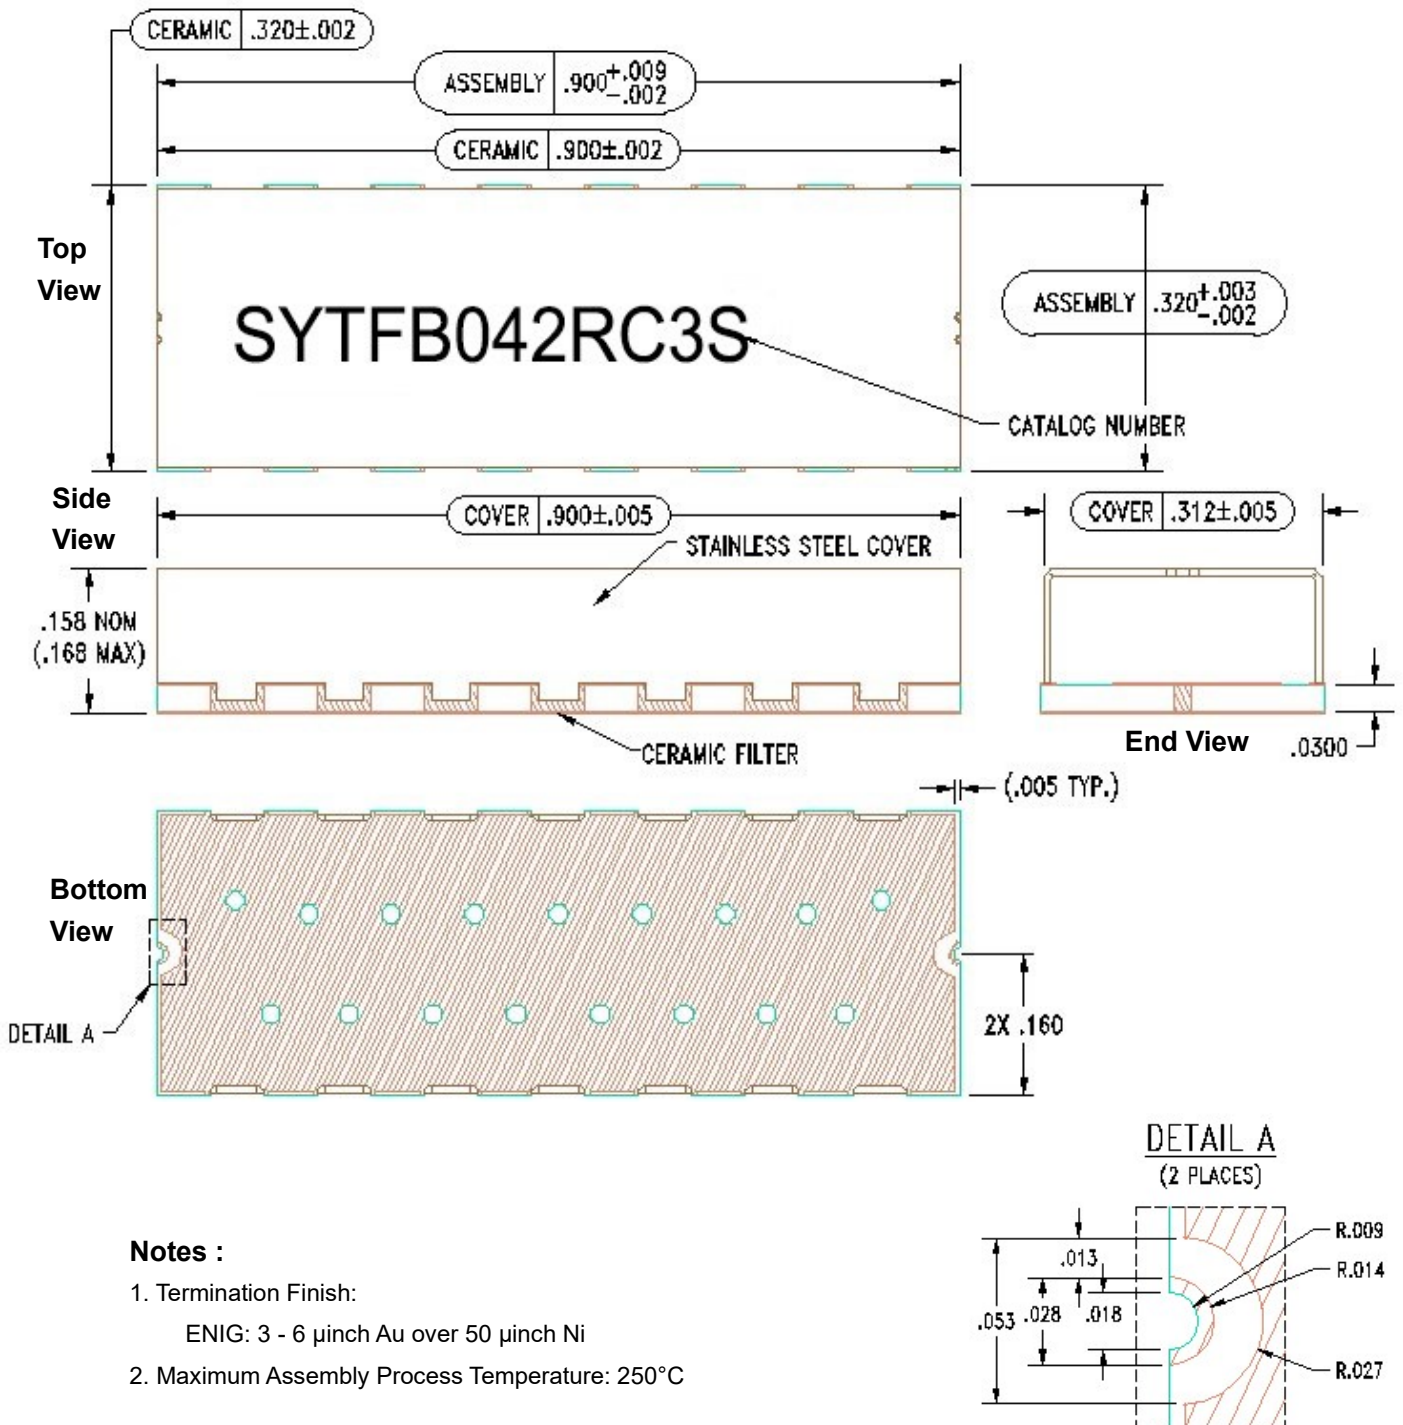 CERAMIC .320±.002
ASSEMBLY .900 +.009 -.002
CERAMIC .900±.002
Top
View
SYTFB042RC3S
ASSEMBLY .320 +.003 -.002
CATALOG NUMBER
Side
View
COVER .900±.005
COVER .312±.005
STAINLESS STEEL COVER
.158 NOM
(.168 MAX)
CERAMIC FILTER
End View
.0300
(.005 TYP.)
Bottom
View
DETAIL A
2X .160
DETAIL A
(2 PLACES)
R.009
.013
R.014
.053 .028 .018
R.027
Notes :
1. Termination Finish:
ENIG: 3 - 6 µinch Au over 50 µinch Ni
2. Maximum Assembly Process Temperature: 250°C